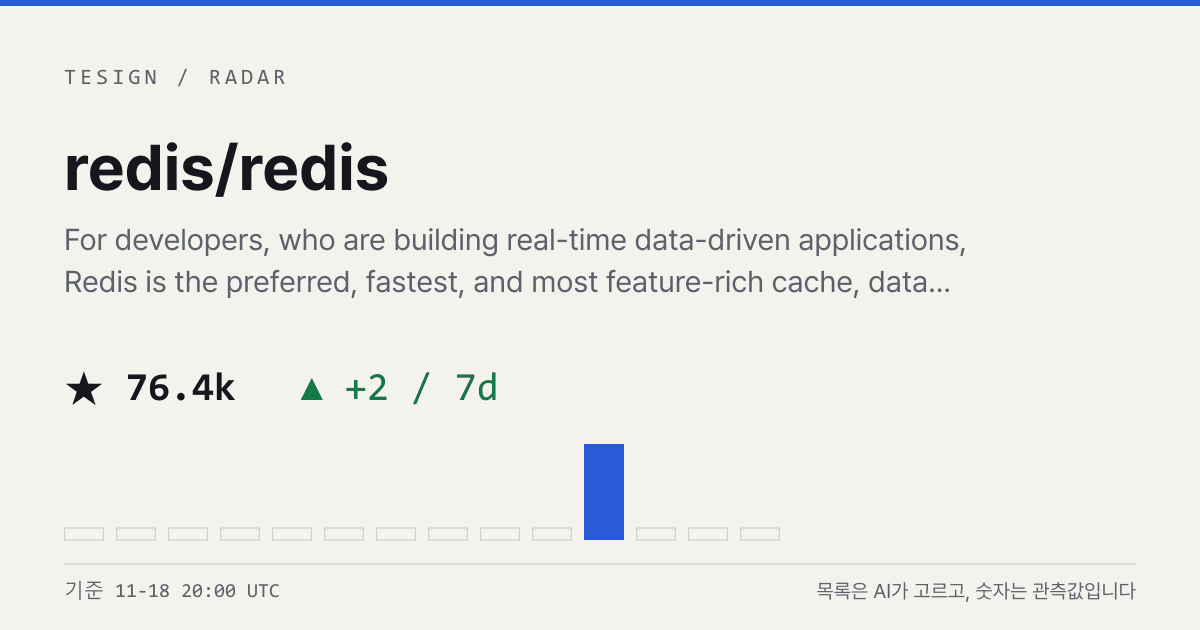 TESIGN / RADAR
redis/redis
For developers, who are building real-time data-driven applications,
Redis is the preferred, fastest, and most feature-rich cache, data...
★ 76.4k ▲ +2 / 7d
기준 11-18 20:00 UTC
목록은 AI가 고르고, 숫자는 관측값입니다